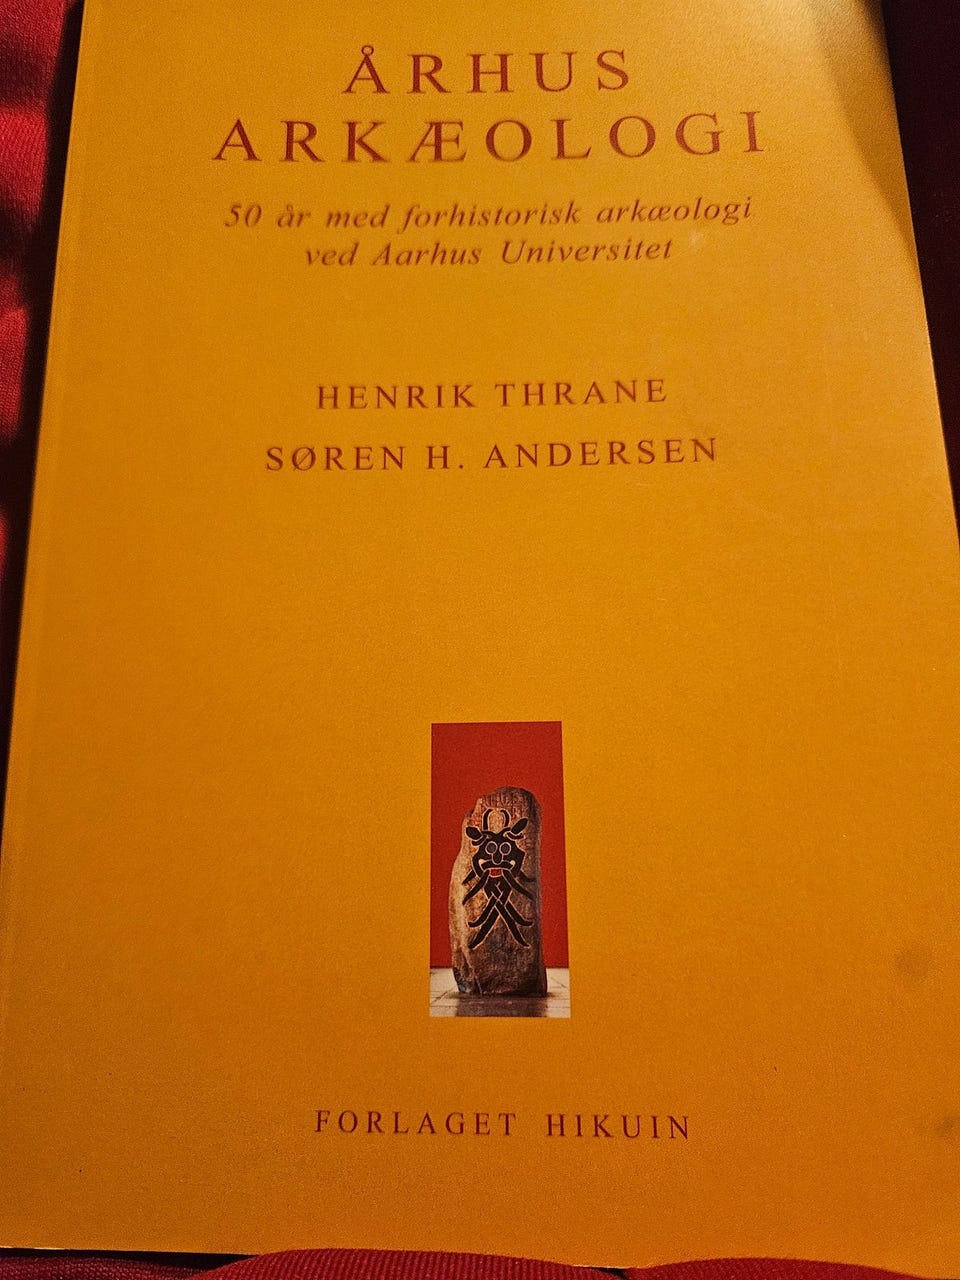 ÅRHUS
ARKÆOLOGI
50 år med forhistorisk arkæologi
ved Aarhus Universitet
HENRIK THRANE
SØREN H. ANDERSEN
FORLAGET HIKUIN